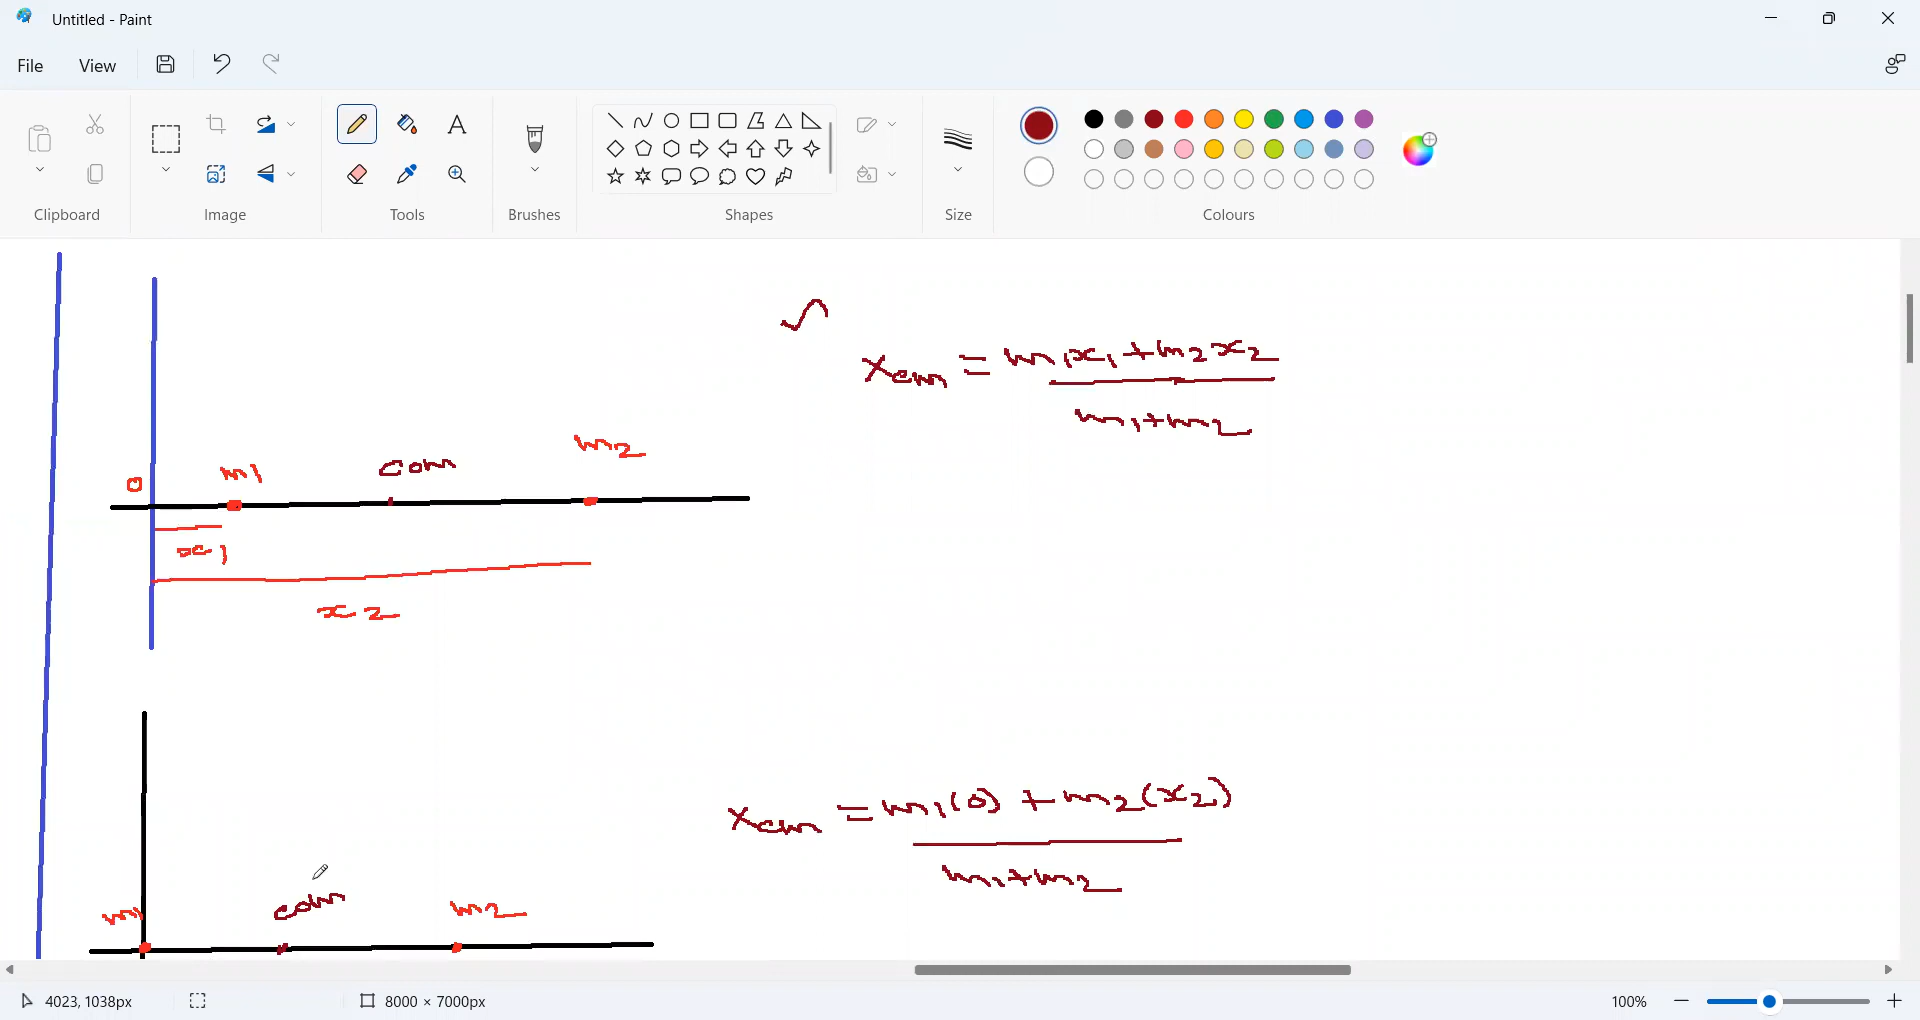 Untitled - Paint
File View
Clipboard
Image
Tools
Brushes
Shapes
Size
Colours
xcm = m1x1+m2x2
m1+m2
m2
com
m1
0
x1
x2
xcm = m1(0) + m2(x2)
m1+m2
m1
com
m2
4023, 1038px
8000 × 7000px
100%